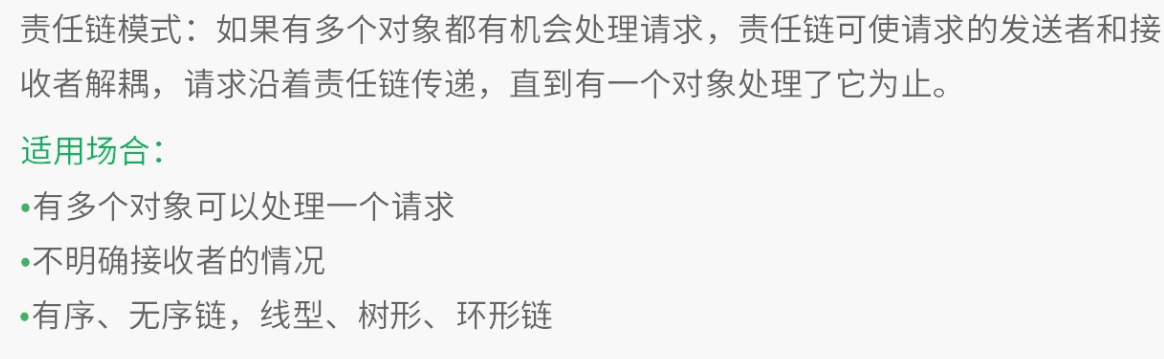 责任链模式：如果有多个对象都有机会处理请求，责任链可使请求的发送者和接
收者解耦，请求沿着责任链传递，直到有一个对象处理了它为止。
适用场合：
•有多个对象可以处理一个请求
•不明确接收者的情况
•有序、无序链，线型、树形、环形链